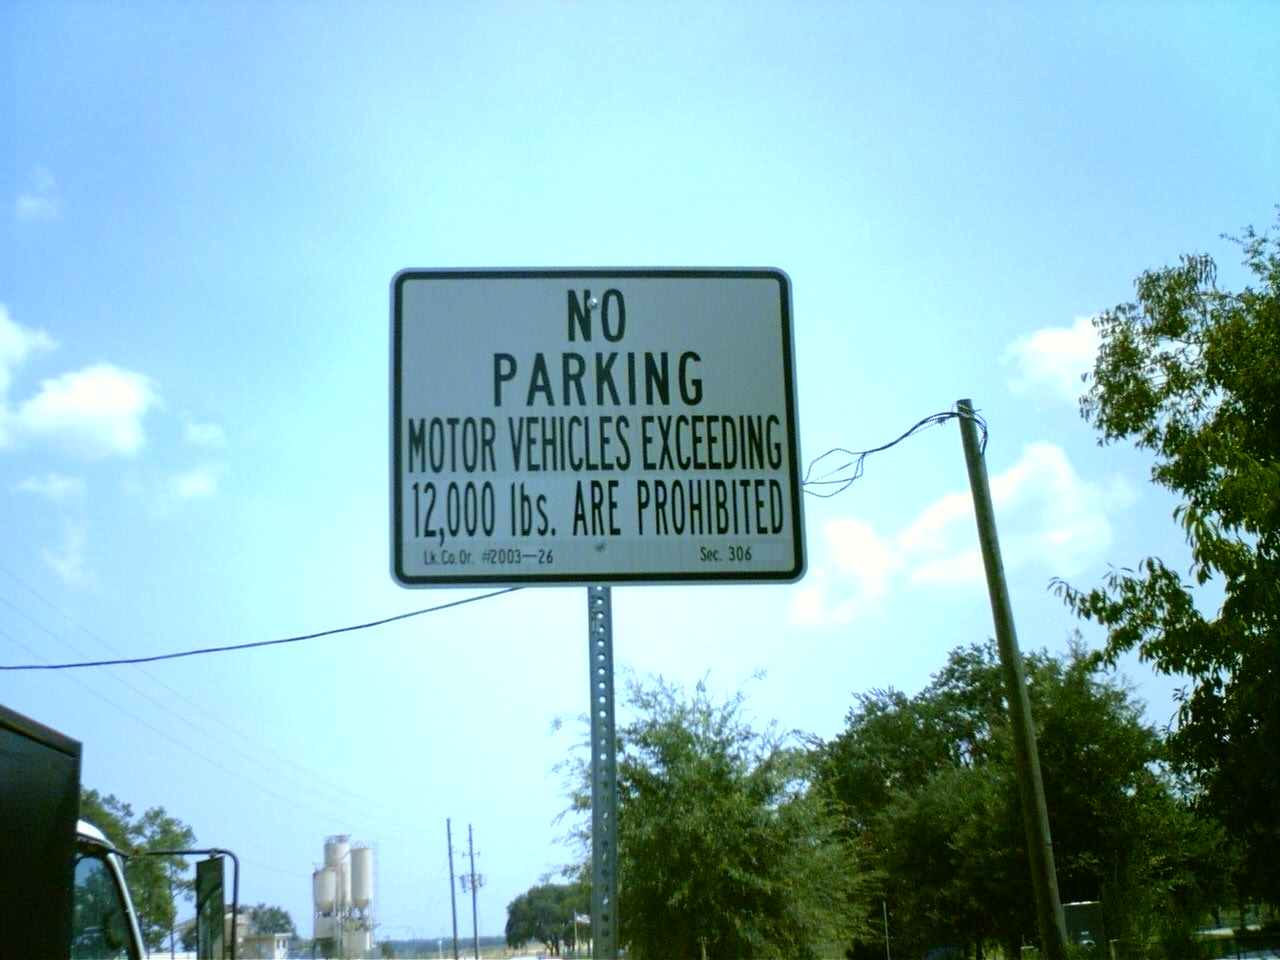 NO
PARKING
MOTOR VEHICLES EXCEEDING
12,000 lbs. ARE PROHIBITED
Lk.Co.Or. #2003—26 Sec. 306